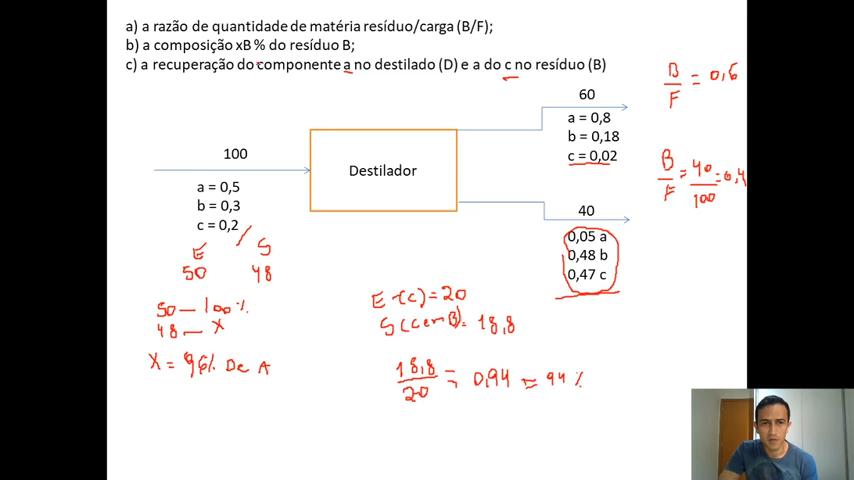 a) a razão de quantidade de matéria resíduo/carga (B/F);
b) a composição xB % do resíduo B;
c) a recuperação do componente a no destilado (D) e a do c no resíduo (B)
B/F = 0,6
60
a = 0,8
b = 0,18
c = 0,02
100
Destilador
B/F = 40/100 = 0,4
a = 0,5
b = 0,3
c = 0,2
40
0,05 a
0,48 b
0,47 c
E / S
50 48
50 — 100 %
48 — X
X = 96% De A
E (c) = 20
S (c em B) = 18,8
18,8/20 = 0,94 = 94 %